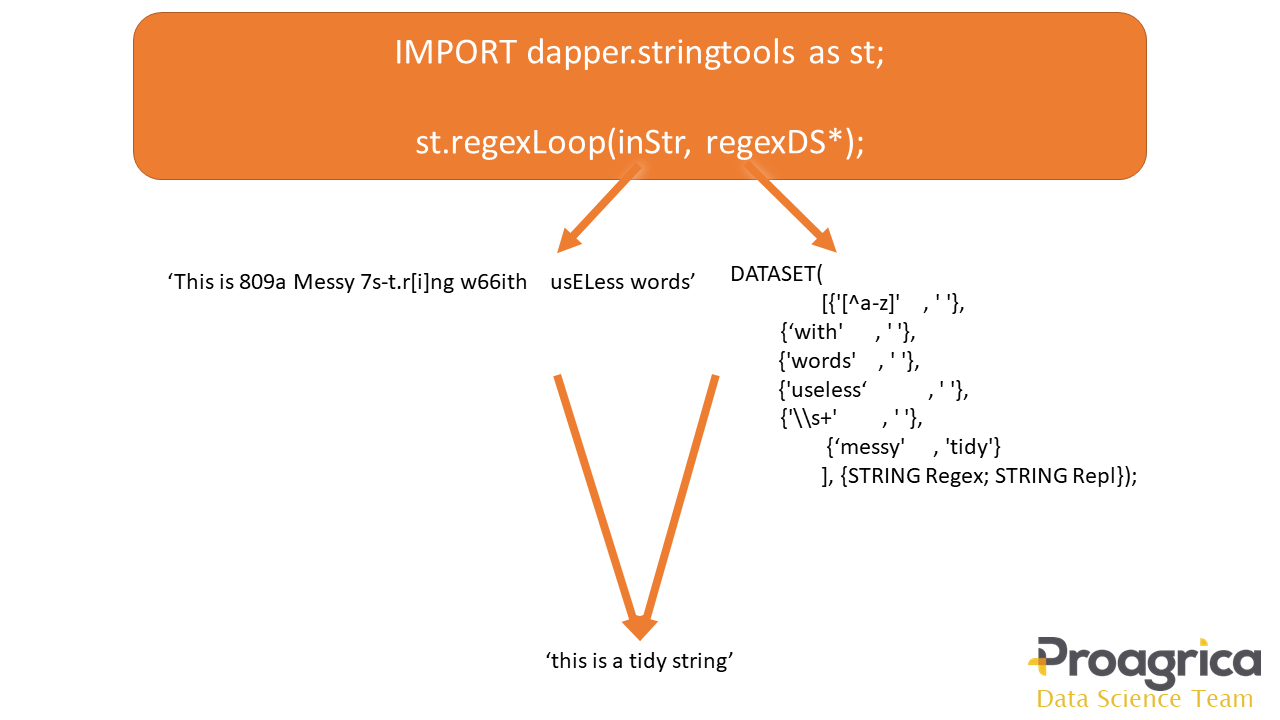 IMPORT dapper.stringtools as st;
st.regexLoop(inStr, regexDS*);
‘This is 809a Messy 7s-t.r[i]ng w66ith usELess words’
DATASET(
[{'[^a-z]' , ' '},
{‘with' , ' '},
{'words' , ' '},
{'useless‘ , ' '},
{'\\s+' , ' '},
{‘messy' , 'tidy'}
], {STRING Regex; STRING Repl});
‘this is a tidy string’
Proagrica
Data Science Team